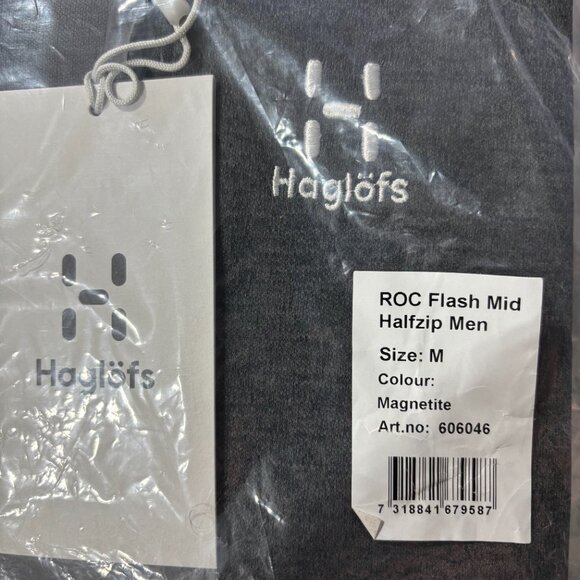 Haglöfs
Haglöfs
ROC Flash Mid
Halfzip Men
Size: M
Colour:
Magnetite
Art.no: 606046
7 318841 679587